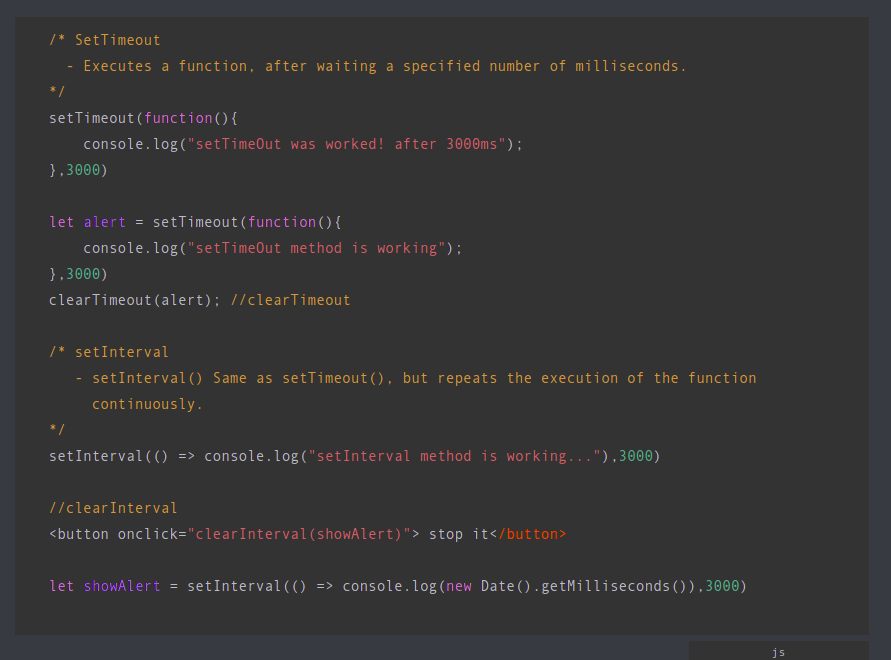 /* SetTimeout
- Executes a function, after waiting a specified number of milliseconds.
*/
setTimeout(function(){
console.log("setTimeOut was worked! after 3000ms");
},3000)
let alert = setTimeout(function(){
console.log("setTimeOut method is working");
},3000)
clearTimeout(alert); //clearTimeout
/* setInterval
- setInterval() Same as setTimeout(), but repeats the execution of the function
continuously.
*/
setInterval(() => console.log("setInterval method is working..."),3000)
//clearInterval
<button onclick="clearInterval(showAlert)"> stop it</button>
let showAlert = setInterval(() => console.log(new Date().getMilliseconds()),3000)
js